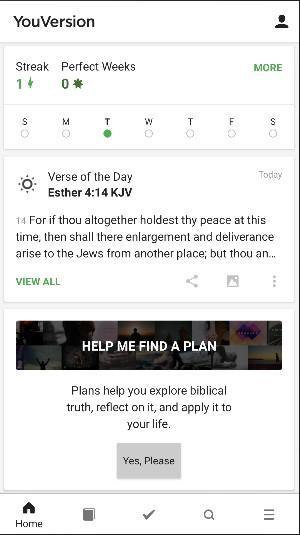 YouVersion
Streak Perfect Weeks
1 0 MORE
S M T W T F S
Verse of the Day Today
Esther 4:14 KJV
14 For if thou altogether holdest thy peace at this
time, then shall there enlargement and deliverance
arise to the Jews from another place; but thou an...
VIEW ALL
HELP ME FIND A PLAN
Plans help you explore biblical
truth, reflect on it, and apply it to
your life.
Yes, Please
Home